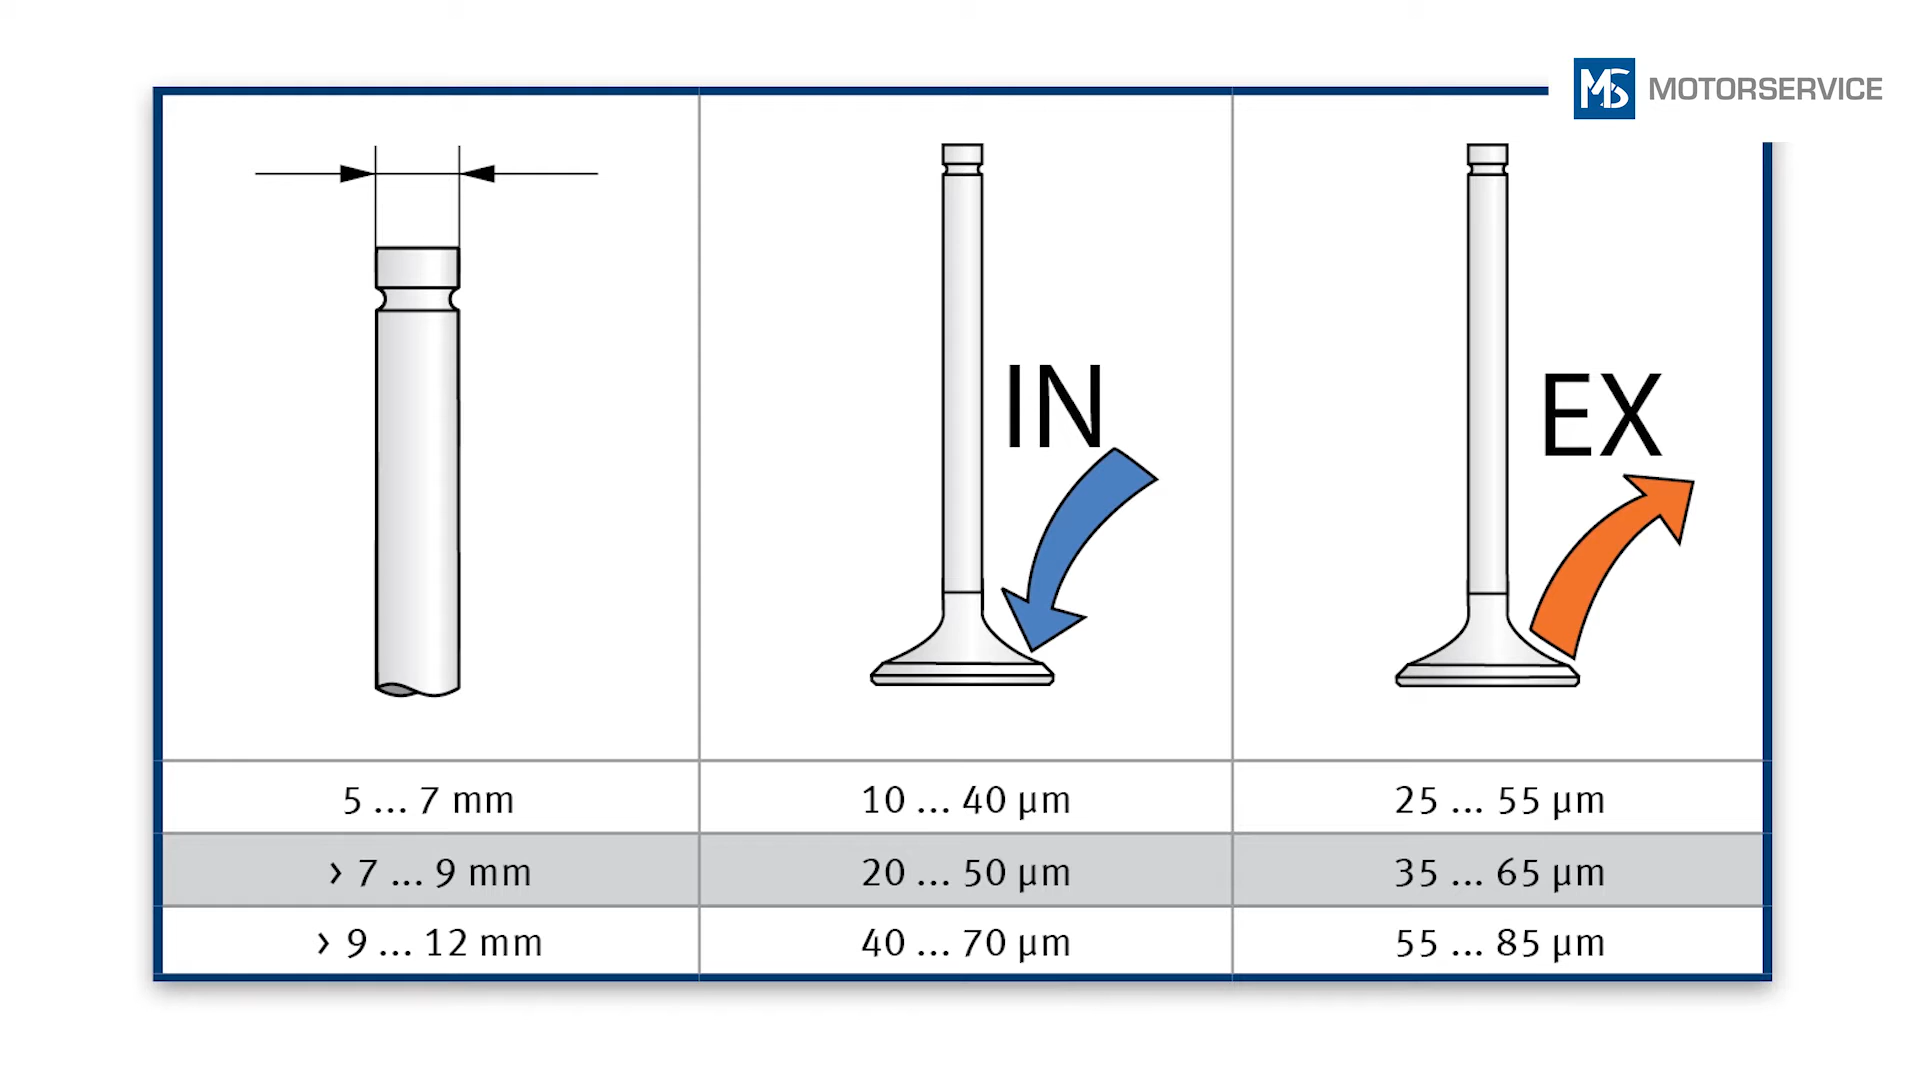 MS MOTORSERVICE
IN
EX
5 ... 7 mm 10 ... 40 µm 25 ... 55 µm
› 7 ... 9 mm 20 ... 50 µm 35 ... 65 µm
› 9 ... 12 mm 40 ... 70 µm 55 ... 85 µm